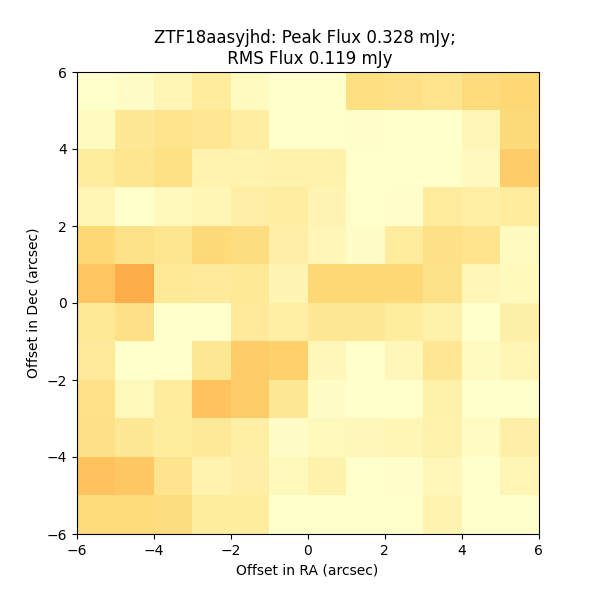 ZTF18aasyjhd: Peak Flux 0.328 mJy;
RMS Flux 0.119 mJy
6
4
2
0
−2
−4
−6
Offset in Dec (arcsec)
−6 −4 −2 0 2 4 6
Offset in RA (arcsec)